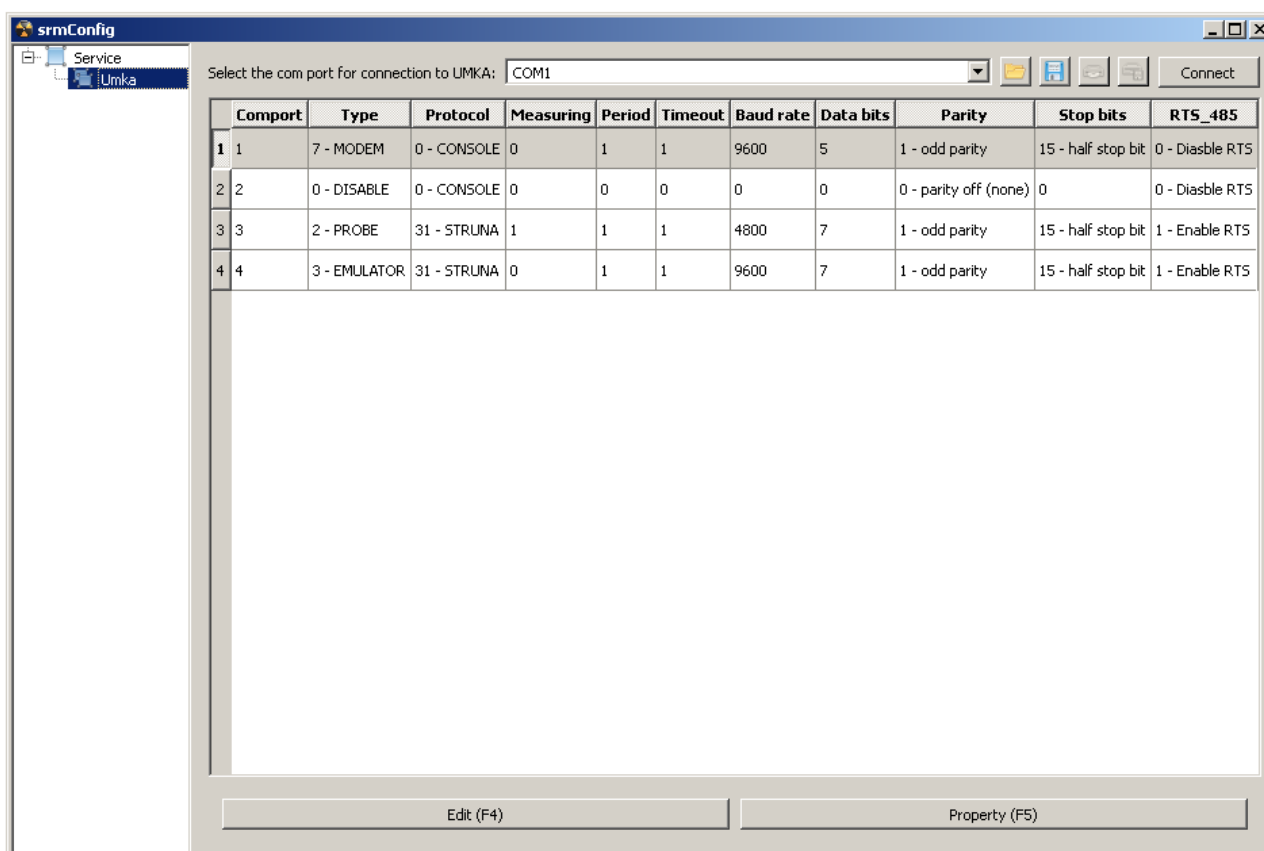 srmConfig
Service
Umka
Select the com port for connection to UMKA: COM1 Connect
Comport Type Protocol Measuring Period Timeout Baud rate Data bits Parity Stop bits RTS_485
1 1 7 - MODEM 0 - CONSOLE 0 1 1 9600 5 1 - odd parity 15 - half stop bit 0 - Diasble RTS
2 2 0 - DISABLE 0 - CONSOLE 0 0 0 0 0 0 - parity off (none) 0 0 - Diasble RTS
3 3 2 - PROBE 31 - STRUNA 1 1 1 4800 7 1 - odd parity 15 - half stop bit 1 - Enable RTS
4 4 3 - EMULATOR 31 - STRUNA 0 1 1 9600 7 1 - odd parity 15 - half stop bit 1 - Enable RTS
Edit (F4) Property (F5)